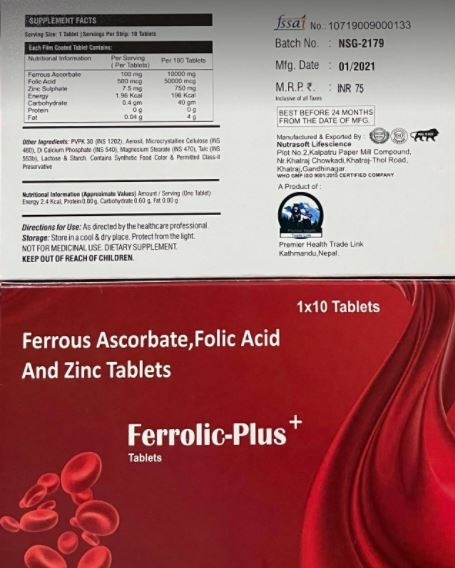 SUPPLEMENT FACTS
Serving Size: 1 Tablet | Servings Per Strip: 10 Tablets
Each Film Coated Tablet Contains:
Nutritional Information Per Serving ( Per Tablets) Per 100 Tablets
Ferrous Ascorbate 100 mg 10000 mg
Folic Acid 500 mcg 50000 mcg
Zinc Sulphate 7.5 mg 750 mg
Energy 1.96 Kcal 196 Kcal
Carbohydrate 0.4 gm 40 gm
Protein 0 g 0 g
Fat 0.04 g 4 g
Other Ingredients: PVPK 30 (INS 1202), Aerosil, Microcrystalline Cellulose (INS
460), Di Calcium Phosphate (INS 540), Magnesium Stearate (INS 470), Talc (INS
553b), Lactose & Starch. Contains Synthetic Food Color & Permitted Class-II
Preservative
Nutritional Information (Approximate Values) Amount / Serving (One Tablet)
Energy 2.4 Kcal, Protein 0.00 g, Carbohydrate 0.60 g, Fat 0.00 g
Directions for Use: As directed by the healthcare professional.
Storage: Store in a cool & dry place. Protect from the light.
NOT FOR MEDICINAL USE. DIETARY SUPPLEMENT.
KEEP OUT OF REACH OF CHILDREN.
fssai No.: 10719009000133
Batch No. : NSG-2179
Mfg. Date : 01/2021
M.R.P. ₹. : INR 75
Inclusive of all Taxes
BEST BEFORE 24 MONTHS
FROM THE DATE OF MFG.
Manufactured & Exported By :
Nutrasoft Lifescience
Plot No.2,Kalpatru Paper Mill Compound,
Nr.Khatraj Chowkadi,Khatraj-Thol Road,
Khatraj,Gandhinagar.
WHO GMP ISO 9001:2015 CERTIFIED COMPANY
A Product of :
Premier Health
Trade Link
Premier Health Trade Link
Kathmandu,Nepal.
1x10 Tablets
Ferrous Ascorbate,Folic Acid
And Zinc Tablets
Ferrolic-Plus+
Tablets